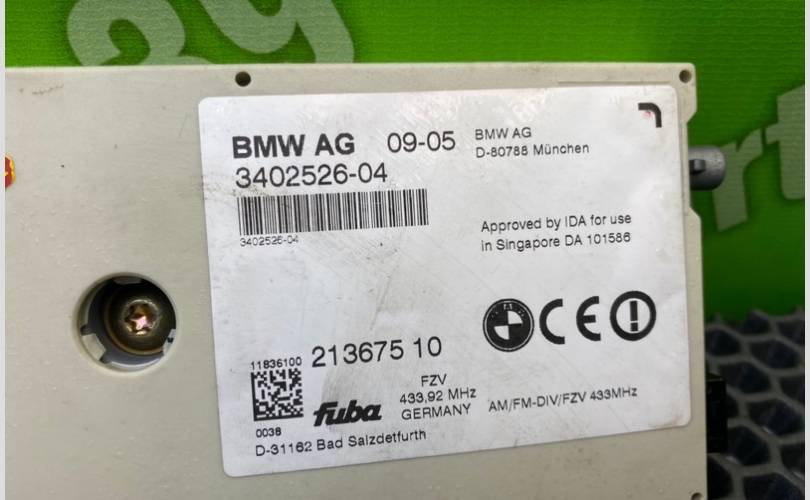 BMW AG 09-05
3402526-04
3402526-04
BMW AG
D-80788 München
Approved by IDA for use
in Singapore DA 101586
CE
11836100
213675 10
0038
fuba
FZV
433,92 MHz
GERMANY
AM/FM-DIV/FZV 433MHz
D-31162 Bad Salzdetfurth